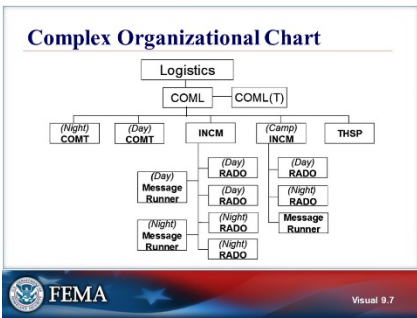 Complex Organizational Chart
Logistics
COML
COML(T)
(Night)
COMT
(Day)
COMT
INCM
(Camp)
INCM
THSP
(Day)
Message
Runner
(Night)
Message
Runner
(Day)
RADO
(Day)
RADO
(Night)
RADO
(Night)
RADO
(Day)
RADO
(Night)
RADO
Message
Runner
FEMA
Visual 9.7